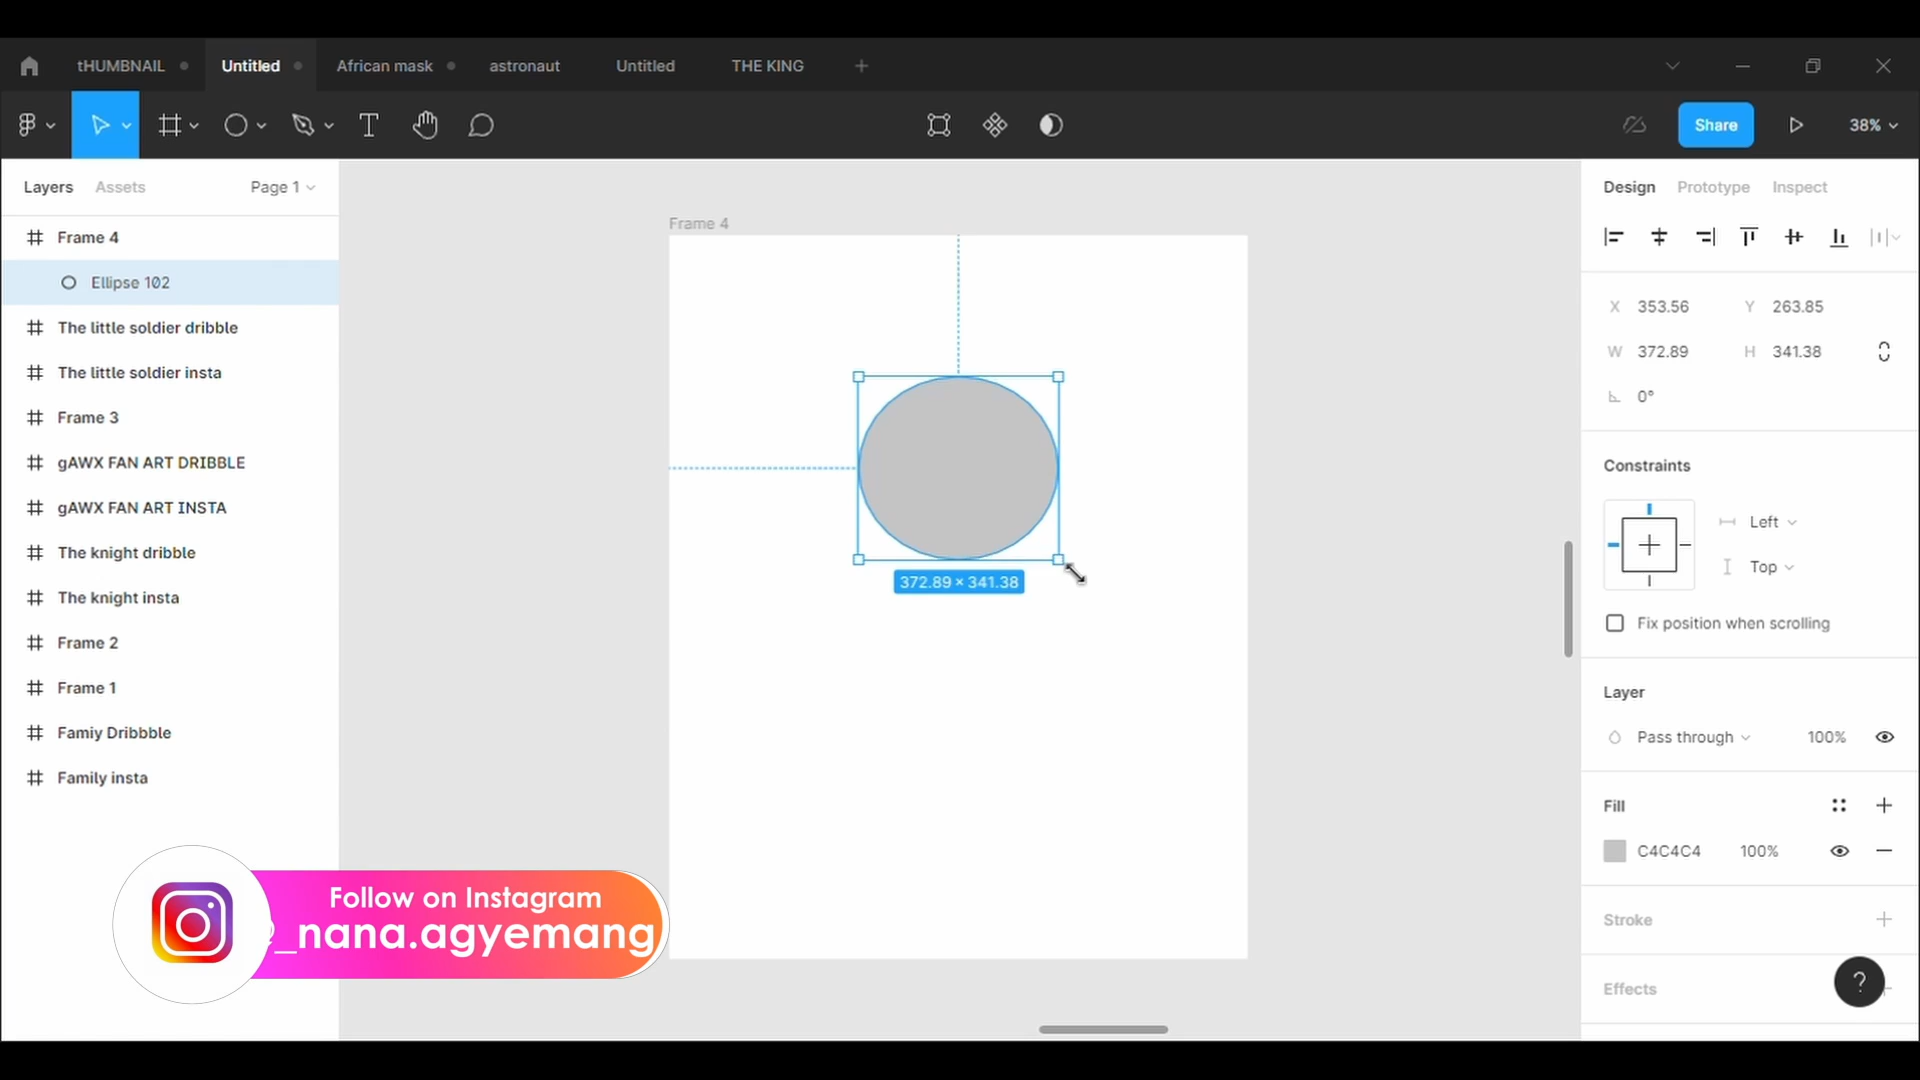 tHUMBNAIL
Untitled
African mask
astronaut
Untitled
THE KING
Share
38%
Layers
Assets
Page 1
Frame 4
Ellipse 102
The little soldier dribble
The little soldier insta
Frame 3
gAWX FAN ART DRIBBLE
gAWX FAN ART INSTA
The knight dribble
The knight insta
Frame 2
Frame 1
Famiy Dribbble
Family insta
Frame 4
372.89 × 341.38
Follow on Instagram
@_nana.agyemang
Design
Prototype
Inspect
X 353.56
Y 263.85
W 372.89
H 341.38
0°
Constraints
Left
Top
Fix position when scrolling
Layer
Pass through
100%
Fill
C4C4C4
100%
Stroke
Effects
?